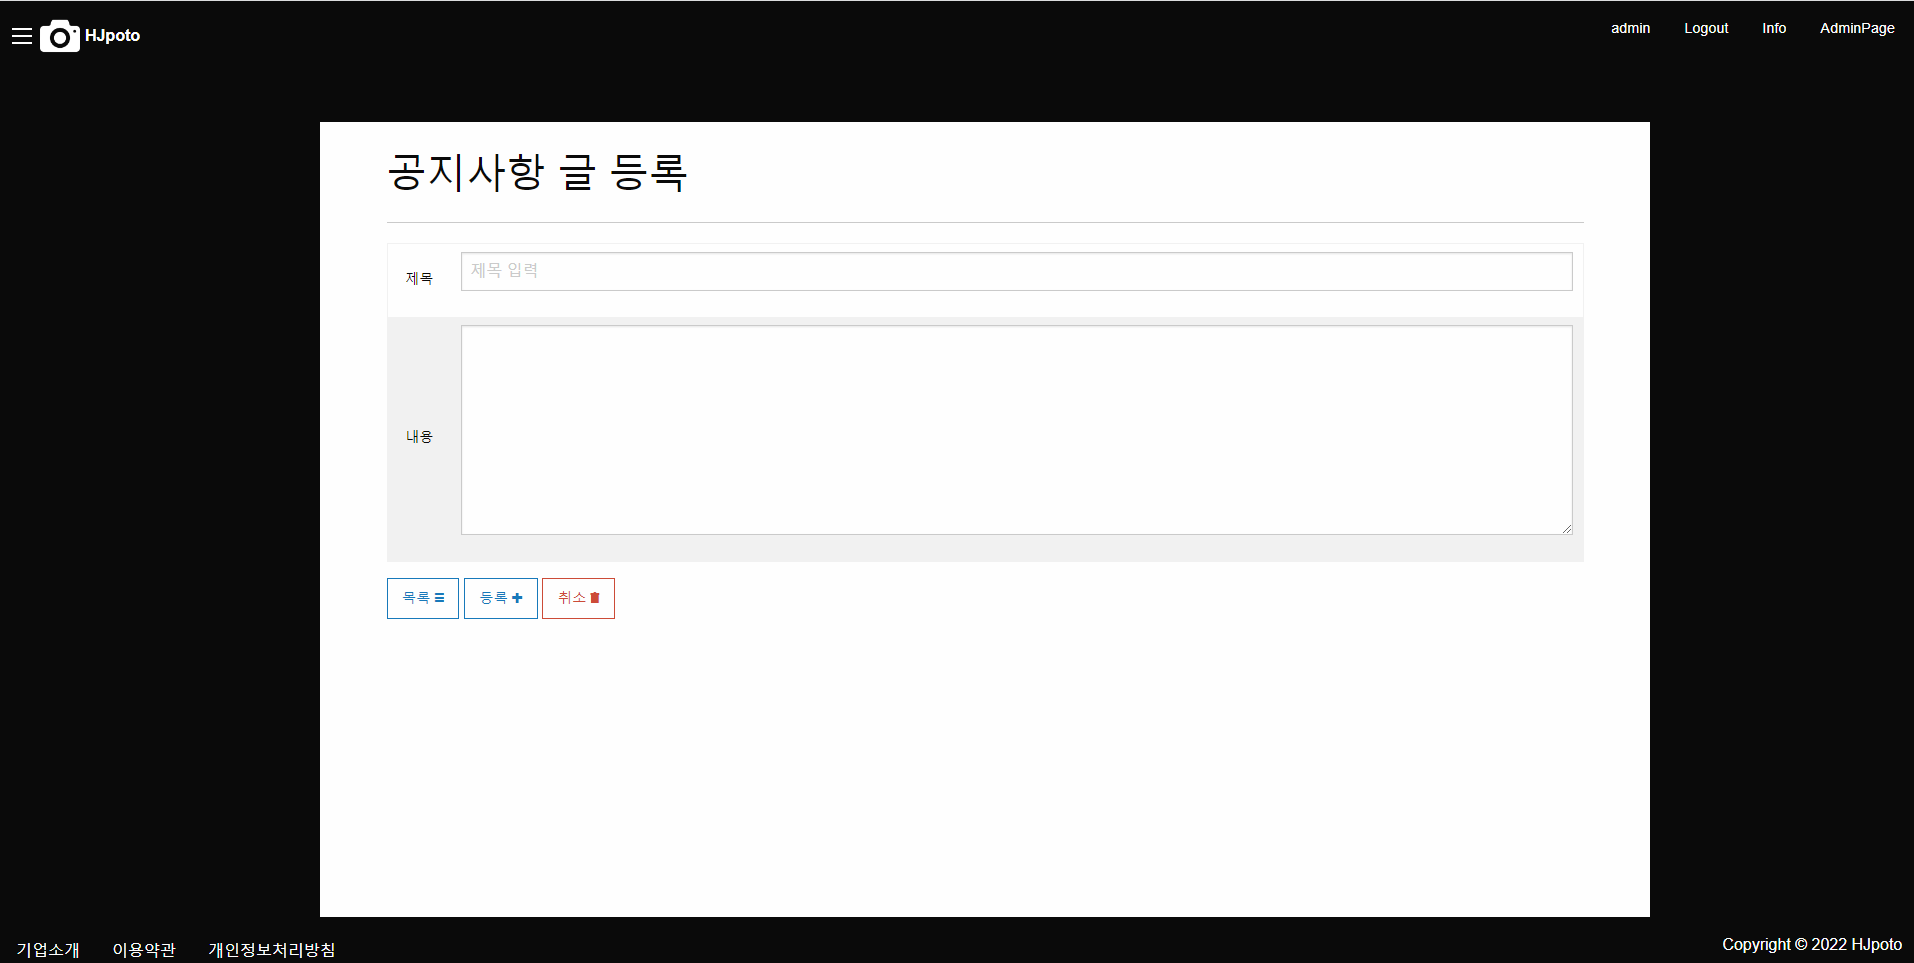 HJpoto
admin Logout Info AdminPage
공지사항 글 등록
제목 제목 입력
내용
목록 등록 취소
기업소개 이용약관 개인정보처리방침
Copyright © 2022 HJpoto